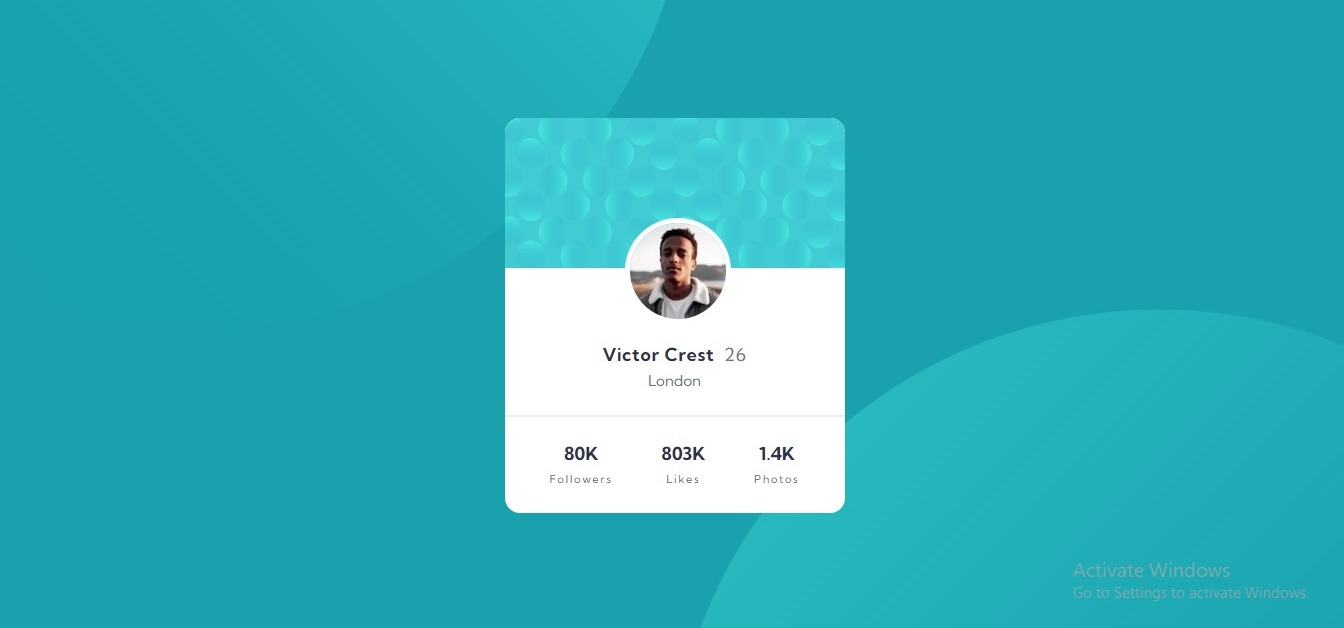 Victor Crest 26
London
80K 803K 1.4K
Followers Likes Photos
Activate Windows
Go to Settings to activate Windows.